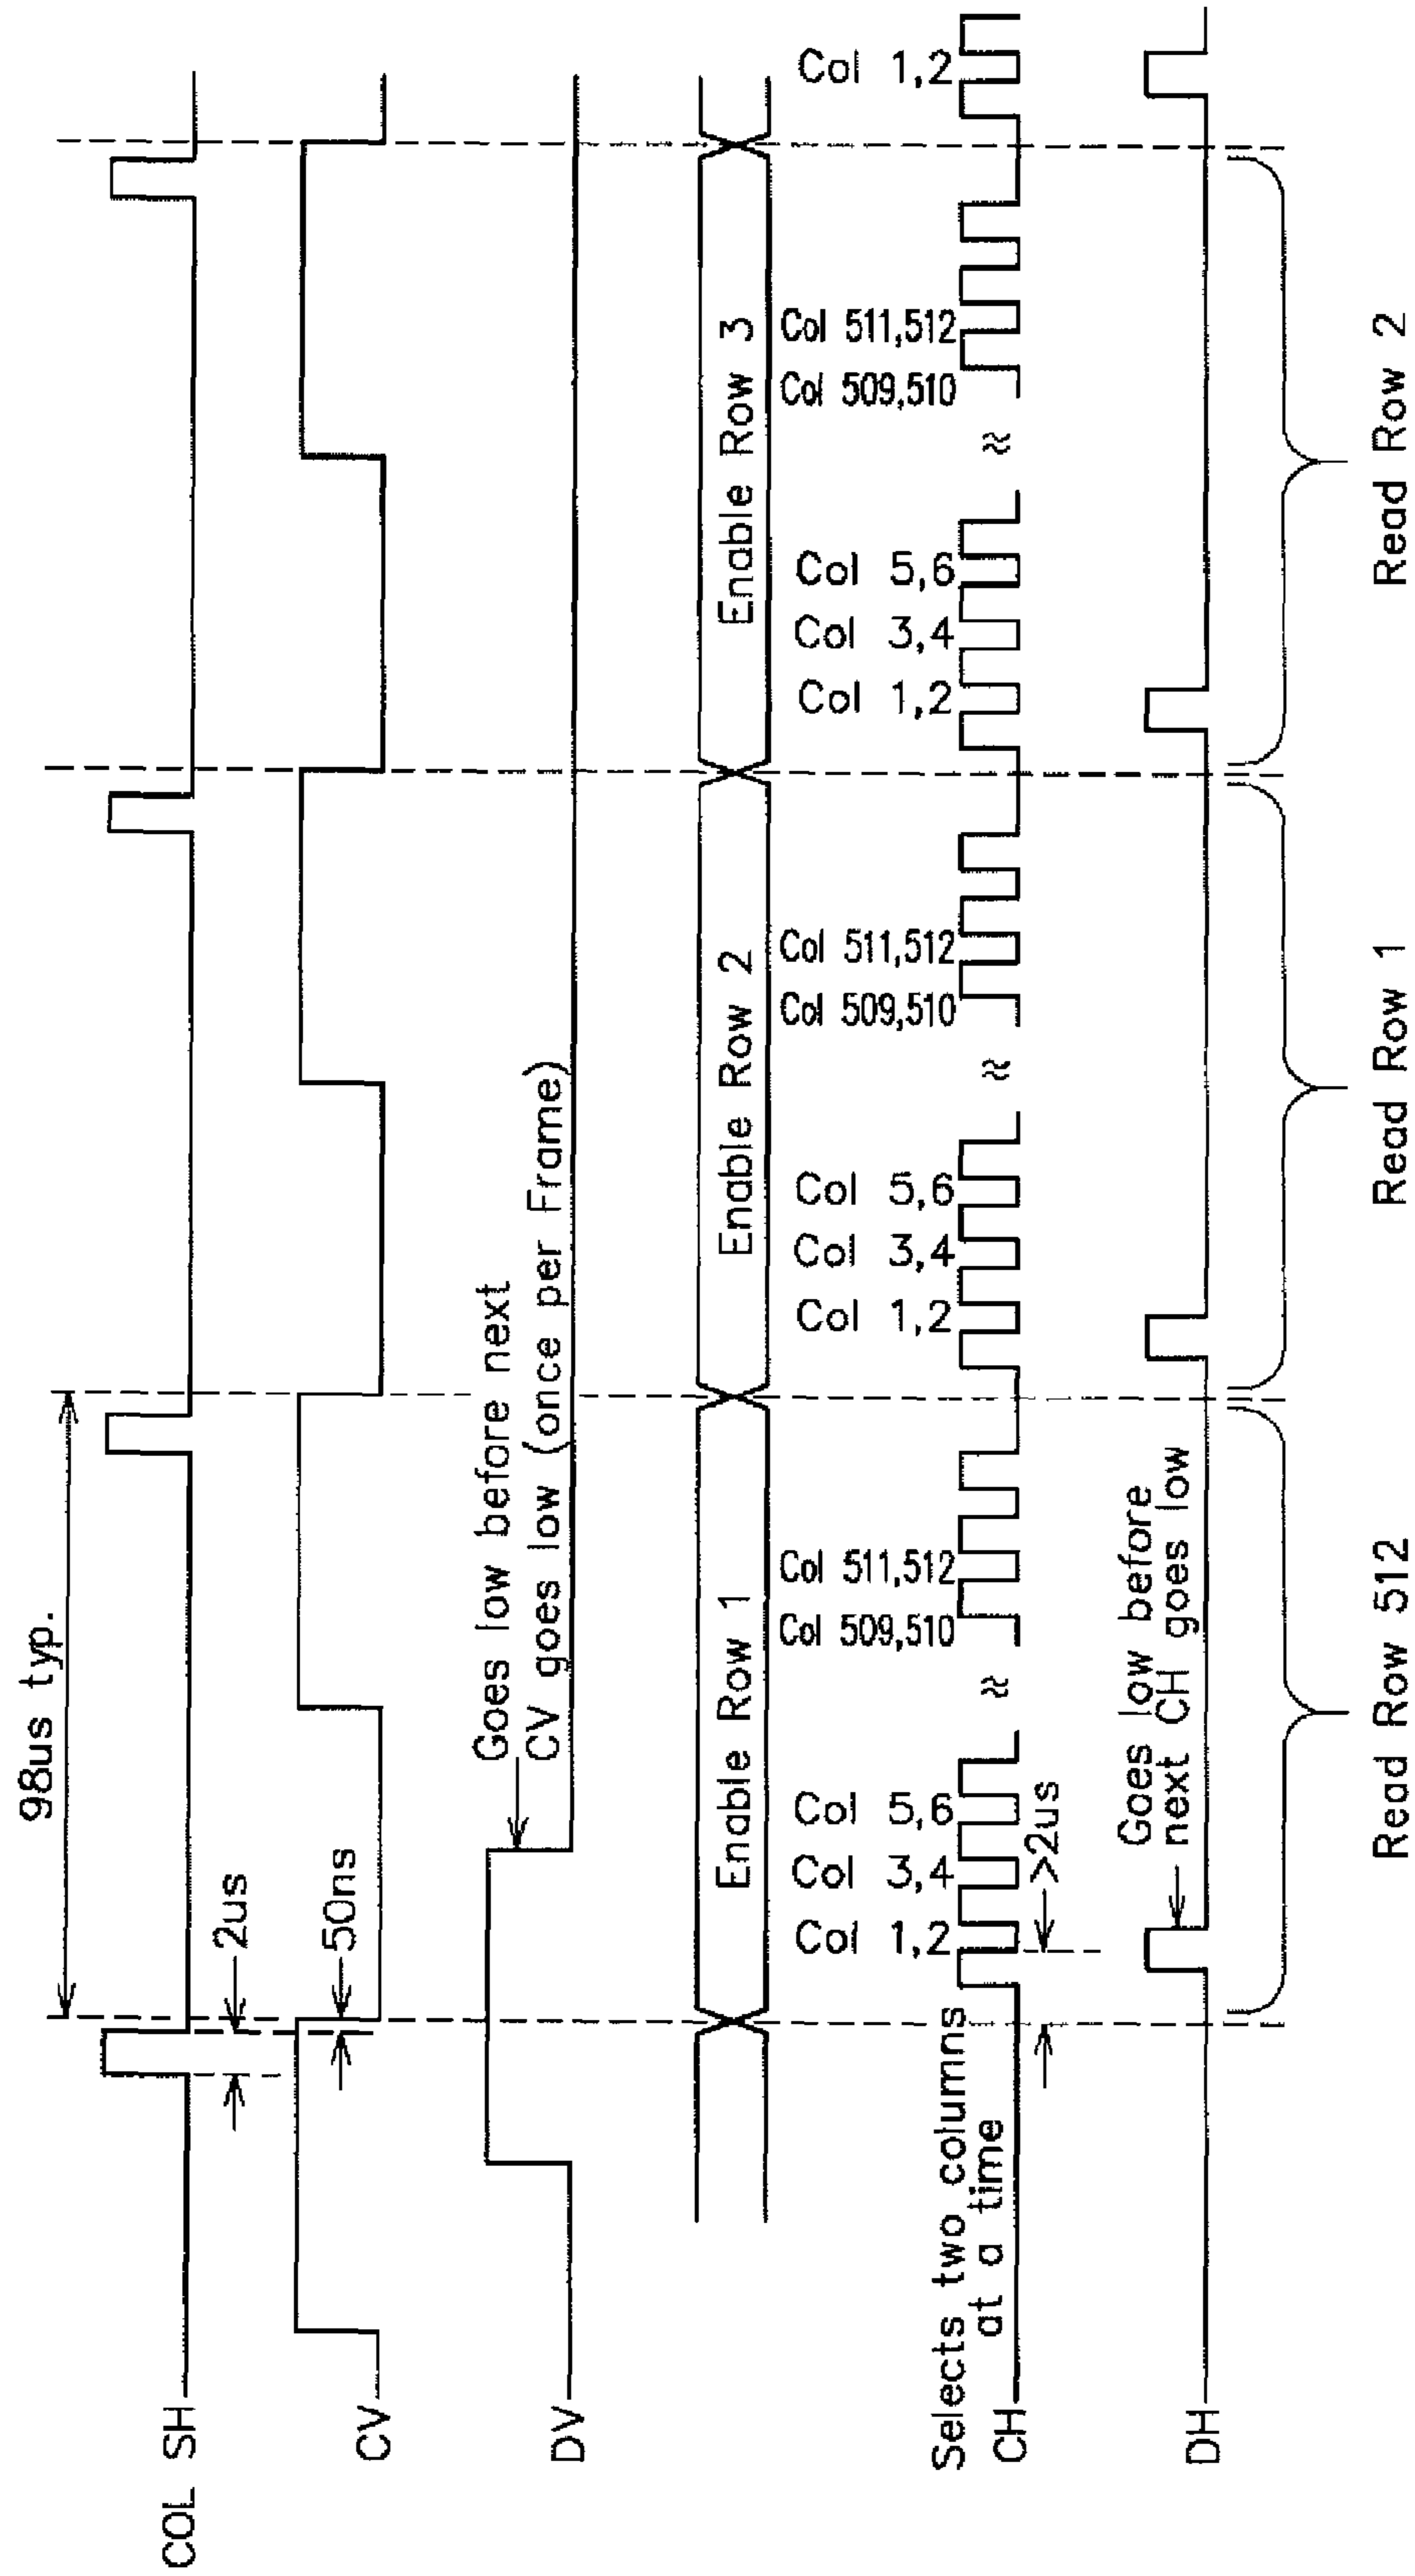 98us typ.
COL SH
2us
CV
50ns
DV
Goes low before next
CV goes low (once per Frame)
Enable Row 1
Enable Row 2
Enable Row 3
Selects two columns
at a time
CH
Col 1,2
Col 3,4
Col 5,6
≈
Col 509,510
Col 511,512
Col 1,2
Col 3,4
Col 5,6
≈
Col 509,510
Col 511,512
Col 1,2
Col 3,4
Col 5,6
≈
Col 509,510
Col 511,512
Col 1,2
>2us
DH
Goes low before
next CH goes low
Read Row 512
Read Row 1
Read Row 2